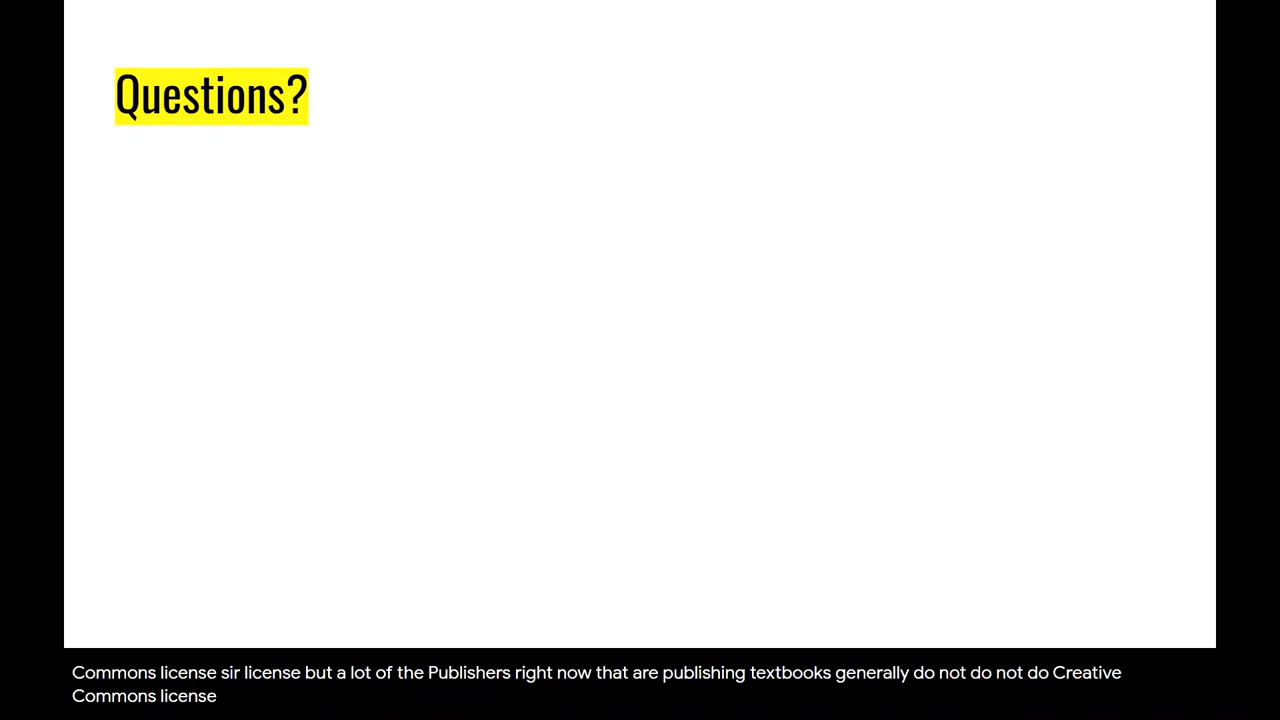 Questions?
Commons license sir license but a lot of the Publishers right now that are publishing textbooks generally do not do not do Creative
Commons license